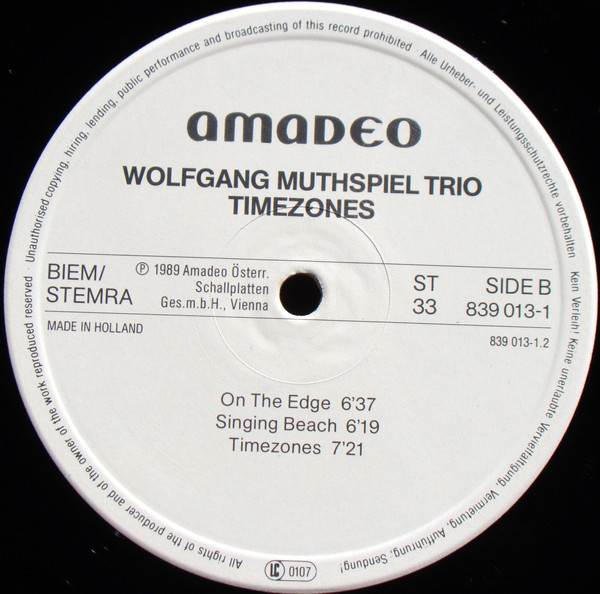 amadeo
WOLFGANG MUTHSPIEL TRIO
TIMEZONES
BIEM/
STEMRA
℗ 1989 Amadeo Österr.
Schallplatten
Ges.m.b.H., Vienna
ST
33
SIDE B
839 013-1
MADE IN HOLLAND
839 013-1.2
On The Edge 6'37
Singing Beach 6'19
Timezones 7'21
All rights of the producer and of the owner of the work reproduced reserved · Unauthorised copying, hiring, lending, public performance and broadcasting of this record prohibited · Alle Urheber- und Leistungsschutzrechte vorbehalten · Kein Verleih! Keine unerlaubte Vervielfältigung, Vermietung, Aufführung, Sendung!
LC 0107